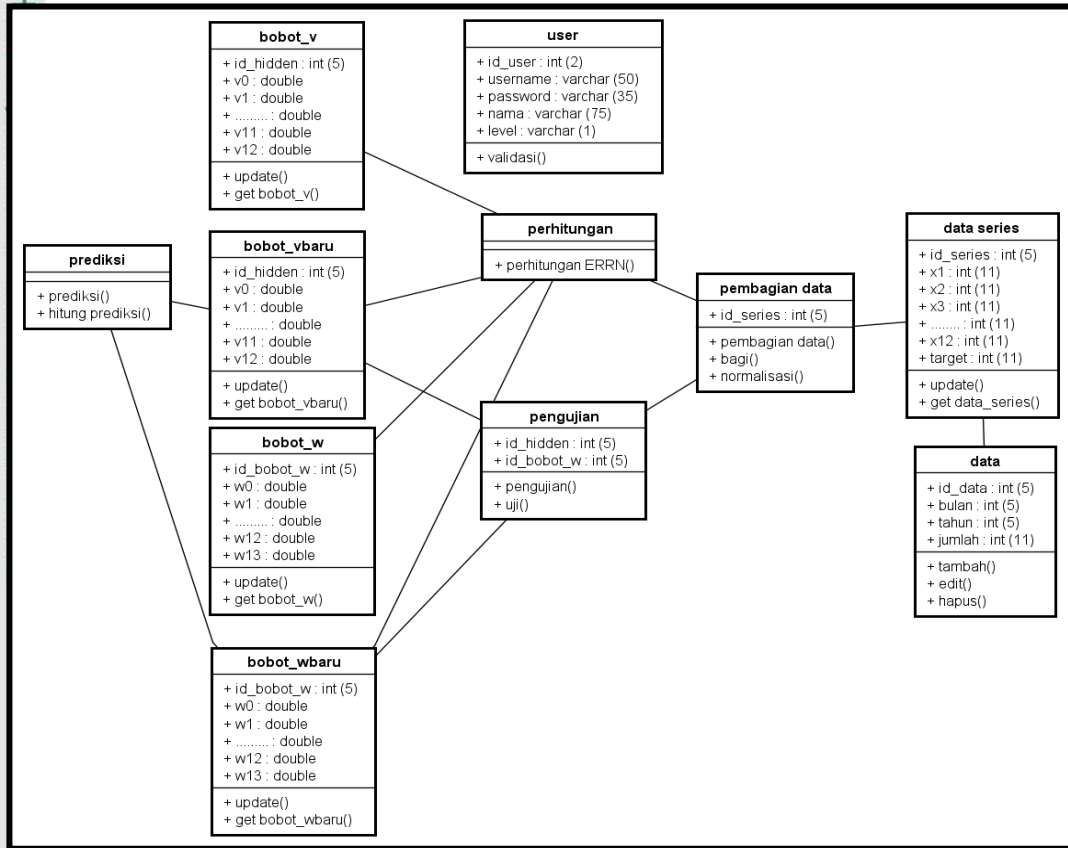 bobot_v
+ id_hidden : int (5)
+ v0 : double
+ v1 : double
+ ......... : double
+ v11 : double
+ v12 : double
+ update()
+ get bobot_v()
user
+ id_user : int (2)
+ username : varchar (50)
+ password : varchar (35)
+ nama : varchar (75)
+ level : varchar (1)
+ validasi()
prediksi
+ prediksi()
+ hitung prediksi()
bobot_vbaru
+ id_hidden : int (5)
+ v0 : double
+ v1 : double
+ ......... : double
+ v11 : double
+ v12 : double
+ update()
+ get bobot_vbaru()
perhitungan
+ perhitungan ERRN()
pembagian data
+ id_series : int (5)
+ pembagian data()
+ bagi()
+ normalisasi()
data series
+ id_series : int (5)
+ x1 : int (11)
+ x2 : int (11)
+ x3 : int (11)
+ ........ : int (11)
+ x12 : int (11)
+ target : int (11)
+ update()
+ get data_series()
bobot_w
+ id_bobot_w : int (5)
+ w0 : double
+ w1 : double
+ ......... : double
+ w12 : double
+ w13 : double
+ update()
+ get bobot_w()
pengujian
+ id_hidden : int (5)
+ id_bobot_w : int (5)
+ pengujian()
+ uji()
data
+ id_data : int (5)
+ bulan : int (5)
+ tahun : int (5)
+ jumlah : int (11)
+ tambah()
+ edit()
+ hapus()
bobot_wbaru
+ id_bobot_w : int (5)
+ w0 : double
+ w1 : double
+ ......... : double
+ w12 : double
+ w13 : double
+ update()
+ get bobot_wbaru()